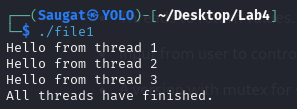 ┌──(Saugat㉿YOLO)-[~/Desktop/Lab4]
└─$ ./file1
Hello from thread 1
Hello from thread 2
Hello from thread 3
All threads have finished.